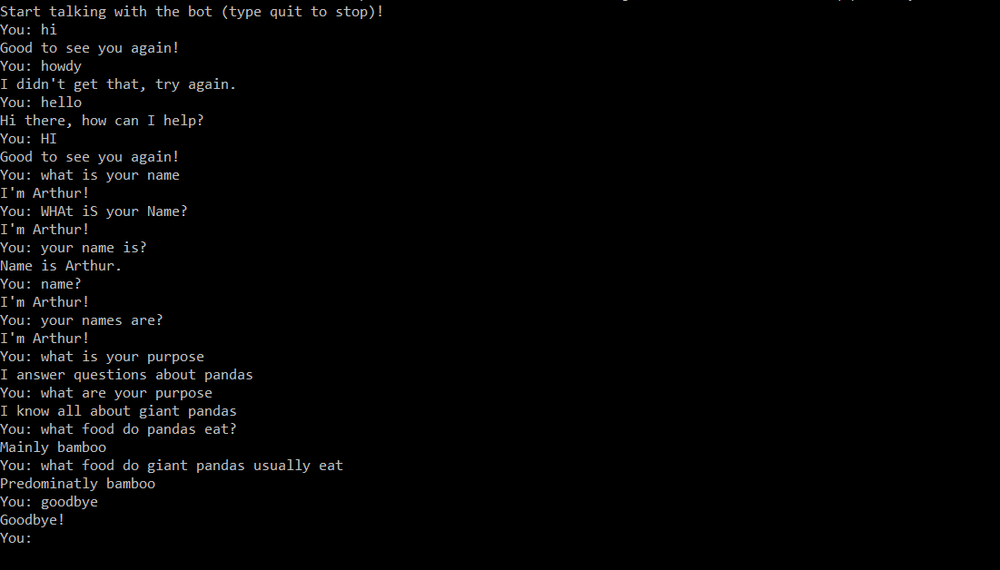 Start talking with the bot (type quit to stop)!
You: hi
Good to see you again!
You: howdy
I didn't get that, try again.
You: hello
Hi there, how can I help?
You: HI
Good to see you again!
You: what is your name
I'm Arthur!
You: WHAt iS your Name?
I'm Arthur!
You: your name is?
Name is Arthur.
You: name?
I'm Arthur!
You: your names are?
I'm Arthur!
You: what is your purpose
I answer questions about pandas
You: what are your purpose
I know all about giant pandas
You: what food do pandas eat?
Mainly bamboo
You: what food do giant pandas usually eat
Predominatly bamboo
You: goodbye
Goodbye!
You: